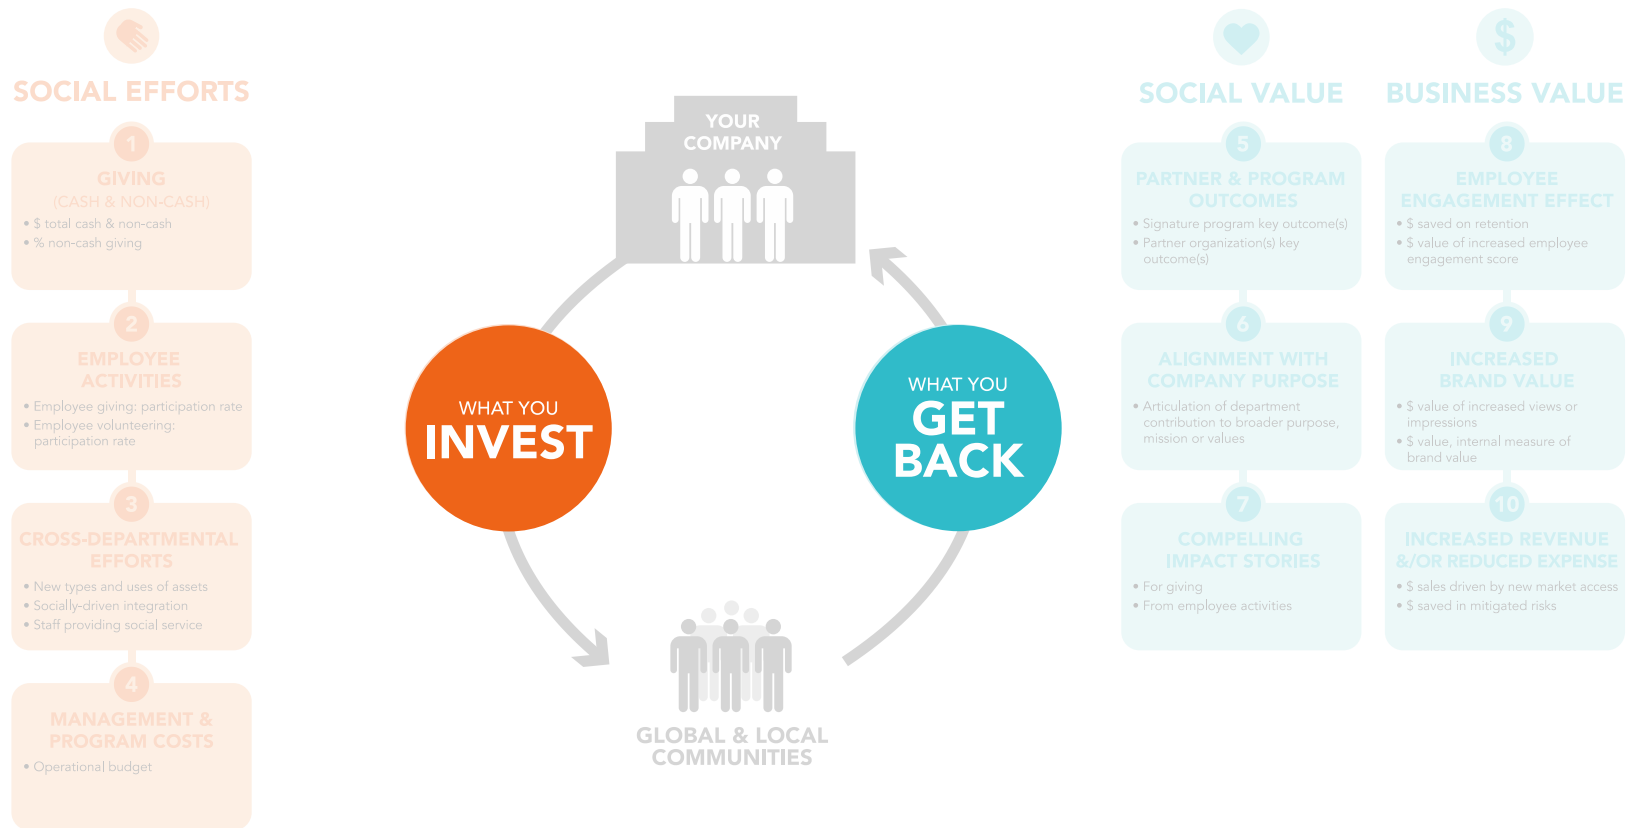 SOCIAL EFFORTS
1
GIVING
(CASH & NON-CASH)
• $ total cash & non-cash
• % non-cash giving
2
EMPLOYEE
ACTIVITIES
• Employee giving: participation rate
• Employee volunteering:
participation rate
3
CROSS-DEPARTMENTAL
EFFORTS
• New types and uses of assets
• Socially-driven integration
• Staff providing social service
4
MANAGEMENT &
PROGRAM COSTS
• Operational budget
YOUR
COMPANY
WHAT YOU
INVEST
WHAT YOU
GET
BACK
GLOBAL & LOCAL
COMMUNITIES
SOCIAL VALUE
5
PARTNER & PROGRAM
OUTCOMES
• Signature program key outcome(s)
• Partner organization(s) key
outcome(s)
6
ALIGNMENT WITH
COMPANY PURPOSE
• Articulation of department
contribution to broader purpose,
mission or values
7
COMPELLING
IMPACT STORIES
• For giving
• From employee activities
$
BUSINESS VALUE
8
EMPLOYEE
ENGAGEMENT EFFECT
• $ saved on retention
• $ value of increased employee
engagement score
9
INCREASED
BRAND VALUE
• $ value of increased views or
impressions
• $ value, internal measure of
brand value
10
INCREASED REVENUE
&/OR REDUCED EXPENSE
• $ sales driven by new market access
• $ saved in mitigated risks